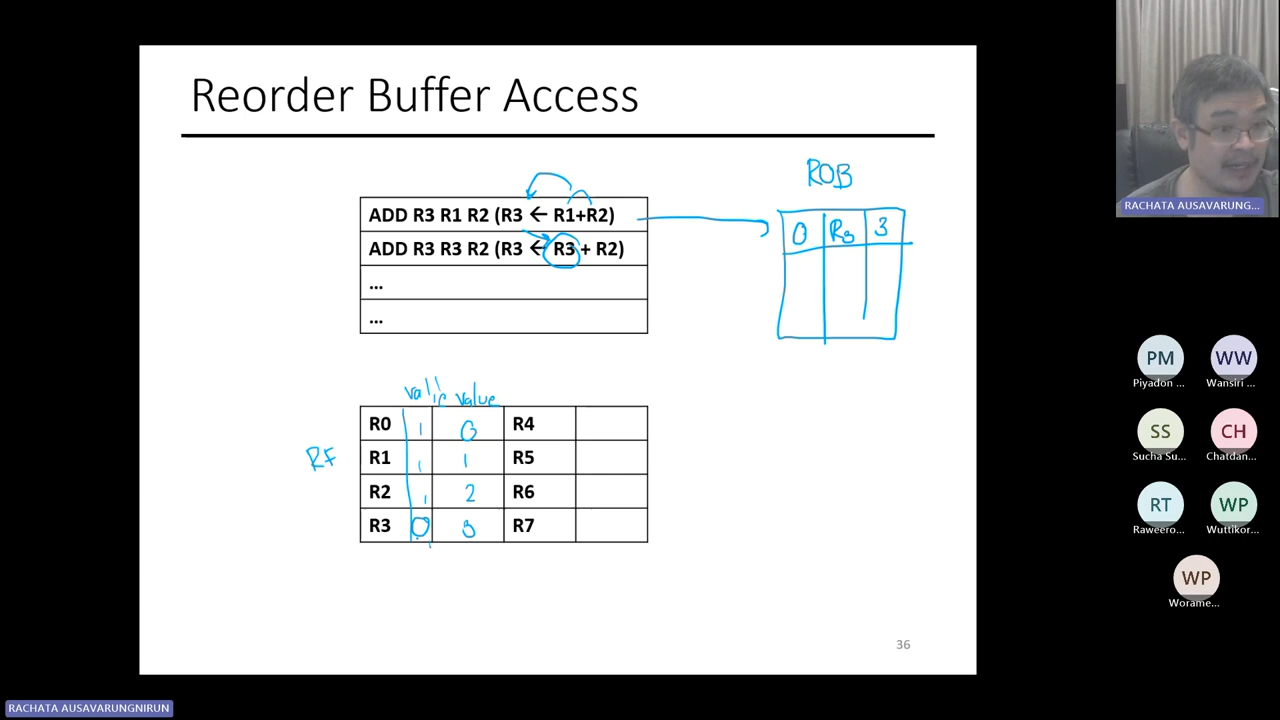 Reorder Buffer Access
ROB
ADD R3 R1 R2 (R3 ← R1+R2)
0 R3 3
ADD R3 R3 R2 (R3 ← R3 + R2)
...
...
value
R0 1 0 R4
RF
R1 1 1 R5
R2 1 2 R6
R3 0 3 R7
36
RACHATA AUSAVARUNG...
PM
Piyadon ...
WW
Wansiri ...
SS
Sucha Su...
CH
Chatdan...
RT
Raweero...
WP
Wuttikor...
WP
Worame...
RACHATA AUSAVARUNGNIRUN